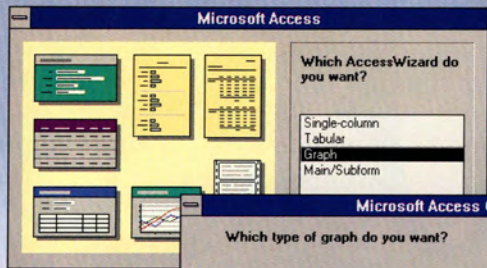 Microsoft Access
Which AccessWizard do
you want?
Single-column
Tabular
Graph
Main/Subform
Microsoft Access
Which type of graph do you want?